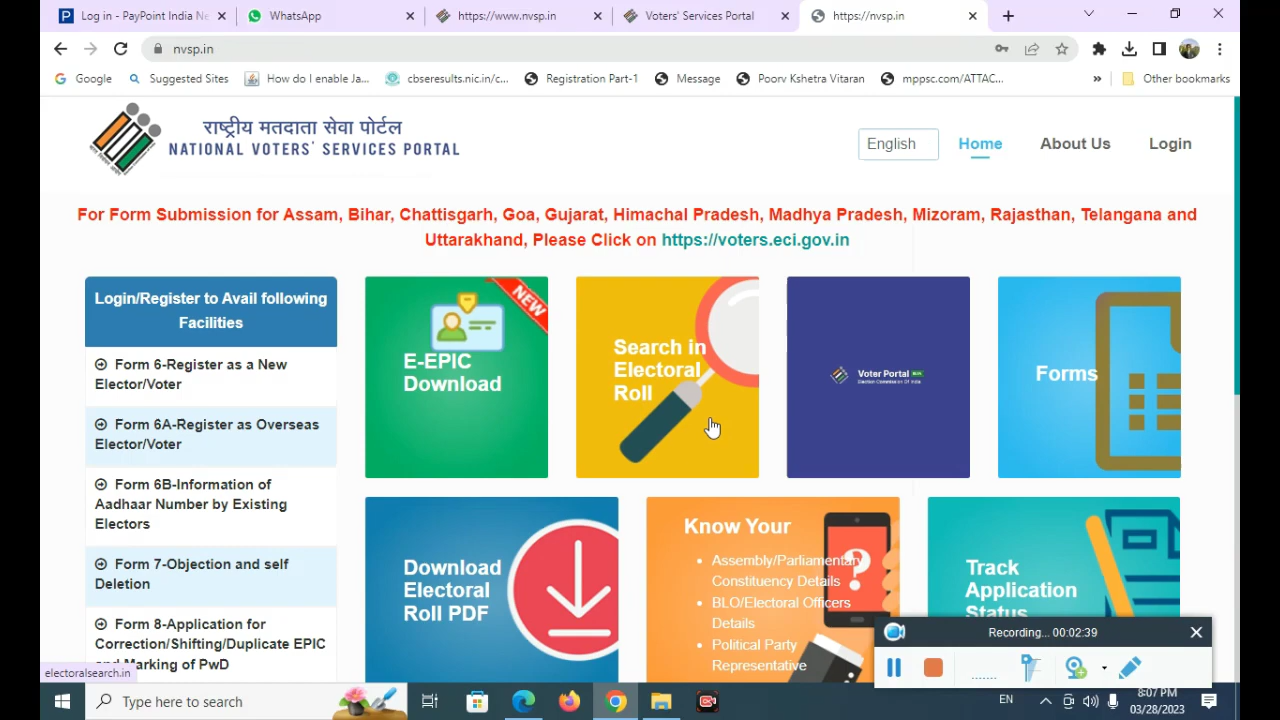 Log in - PayPoint India Ne
WhatsApp
https://www.nvsp.in
Voters' Services Portal
https://nvsp.in
nvsp.in
Google
Suggested Sites
How do I enable Ja...
cbseresults.nic.in/c...
Registration Part-1
Message
Poorv Kshetra Vitaran
mppsc.com/ATTAC...
»
Other bookmarks
राष्ट्रीय मतदाता सेवा पोर्टल
NATIONAL VOTERS' SERVICES PORTAL
English
Home
About Us
Login
For Form Submission for Assam, Bihar, Chattisgarh, Goa, Gujarat, Himachal Pradesh, Madhya Pradesh, Mizoram, Rajasthan, Telangana and
Uttarakhand, Please Click on https://voters.eci.gov.in
Login/Register to Avail following
Facilities
Form 6-Register as a New
Elector/Voter
Form 6A-Register as Overseas
Elector/Voter
Form 6B-Information of
Aadhaar Number by Existing
Electors
Form 7-Objection and self
Deletion
Form 8-Application for
Correction/Shifting/Duplicate EPIC
and Marking of PwD
NEW
E-EPIC
Download
Search in
Electoral
Roll
Voter Portal
Election Commission Of India
Forms
Download
Electoral
Roll PDF
Know Your
• Assembly/Parliamentary
Constituency Details
• BLO/Electoral Officers
Details
• Political Party
Representative
Track
Application
Status
electoralsearch.in
Recording... 00:02:39
Type here to search
EN
8:07 PM
03/28/2023